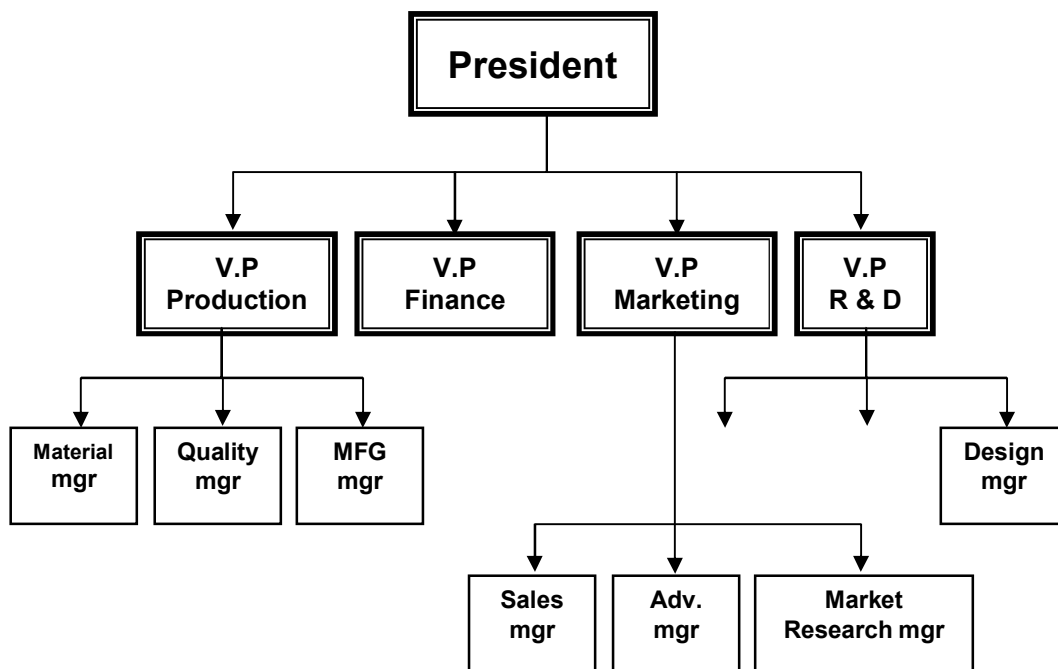 President
V.P
Production
V.P
Finance
V.P
Marketing
V.P
R & D
Material
mgr
Quality
mgr
MFG
mgr
Design
mgr
Sales
mgr
Adv.
mgr
Market
Research mgr